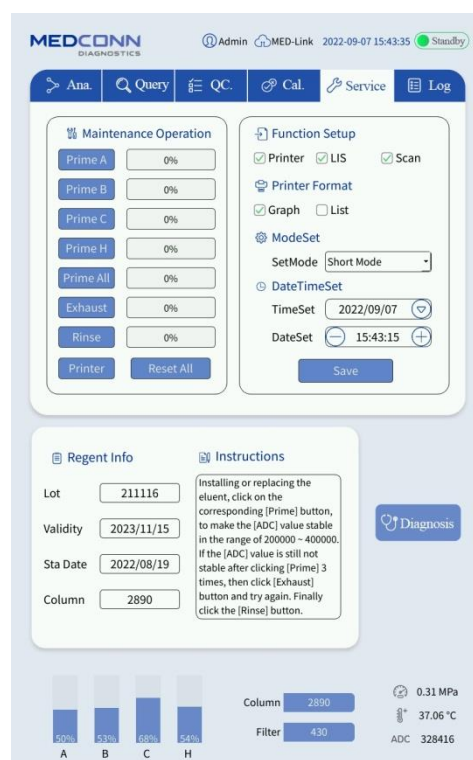 MEDCONN
DIAGNOSTICS
Admin MED-Link 2022-09-07 15:43:35 Standby
Ana. Query QC. Cal. Service Log
Maintenance Operation
Prime A 0%
Prime B 0%
Prime C 0%
Prime H 0%
Prime All 0%
Exhaust 0%
Rinse 0%
Printer Reset All
Function Setup
Printer LIS Scan
Printer Format
Graph List
ModeSet
SetMode Short Mode
DateTimeSet
TimeSet 2022/09/07
DateSet 15:43:15
Save
Regent Info
Lot 211116
Validity 2023/11/15
Sta Date 2022/08/19
Column 2890
Instructions
Installing or replacing the
eluent, click on the
corresponding [Prime] button,
to make the [ADC] value stable
in the range of 200000 ~ 400000.
If the [ADC] value is still not
stable after clicking [Prime] 3
times, then click [Exhaust]
button and try again. Finally
click the [Rinse] button.
Diagnosis
50% 53% 68% 54%
A B C H
Column 2890
Filter 430
0.31 MPa
37.06 °C
ADC 328416